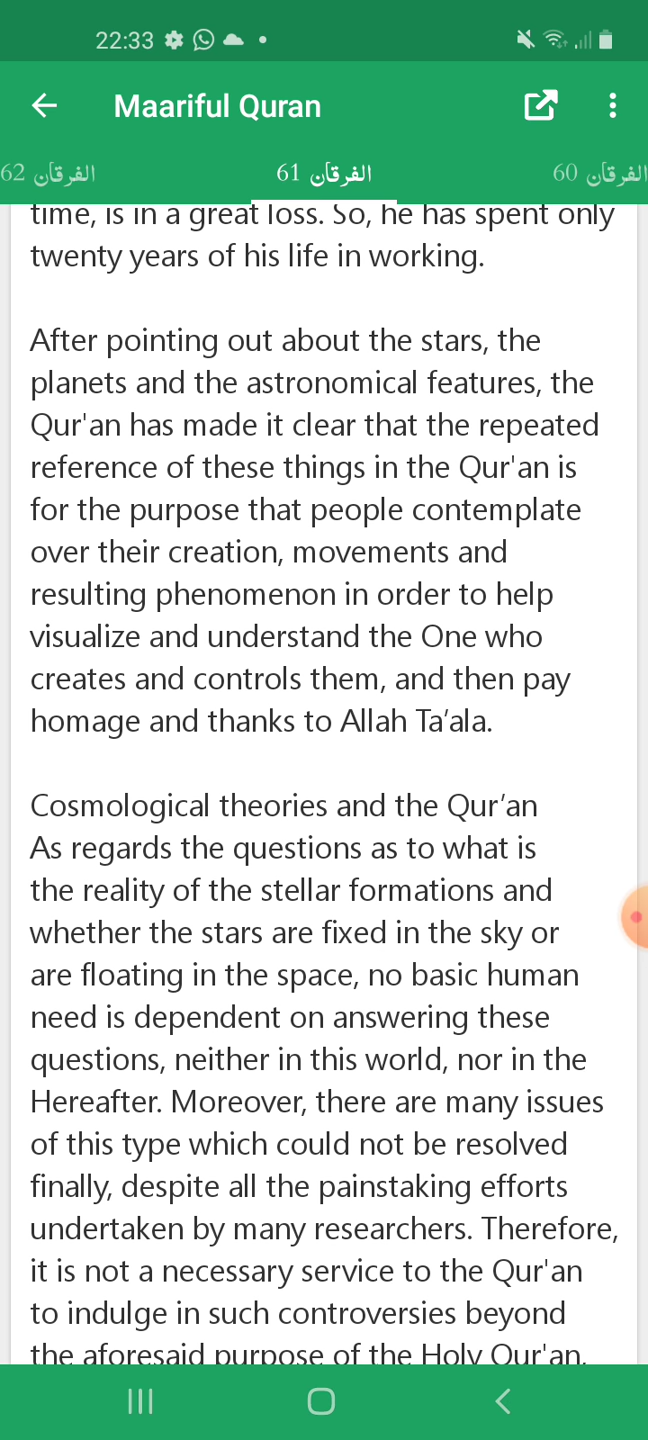 22:33
Maariful Quran
62 الفرقان
61 الفرقان
60 الفرقان
time, is in a great loss. So, he has spent only
twenty years of his life in working.
After pointing out about the stars, the
planets and the astronomical features, the
Qur'an has made it clear that the repeated
reference of these things in the Qur'an is
for the purpose that people contemplate
over their creation, movements and
resulting phenomenon in order to help
visualize and understand the One who
creates and controls them, and then pay
homage and thanks to Allah Ta’ala.
Cosmological theories and the Qur’an
As regards the questions as to what is
the reality of the stellar formations and
whether the stars are fixed in the sky or
are floating in the space, no basic human
need is dependent on answering these
questions, neither in this world, nor in the
Hereafter. Moreover, there are many issues
of this type which could not be resolved
finally, despite all the painstaking efforts
undertaken by many researchers. Therefore,
it is not a necessary service to the Qur'an
to indulge in such controversies beyond
the aforesaid purpose of the Holy Qur'an.